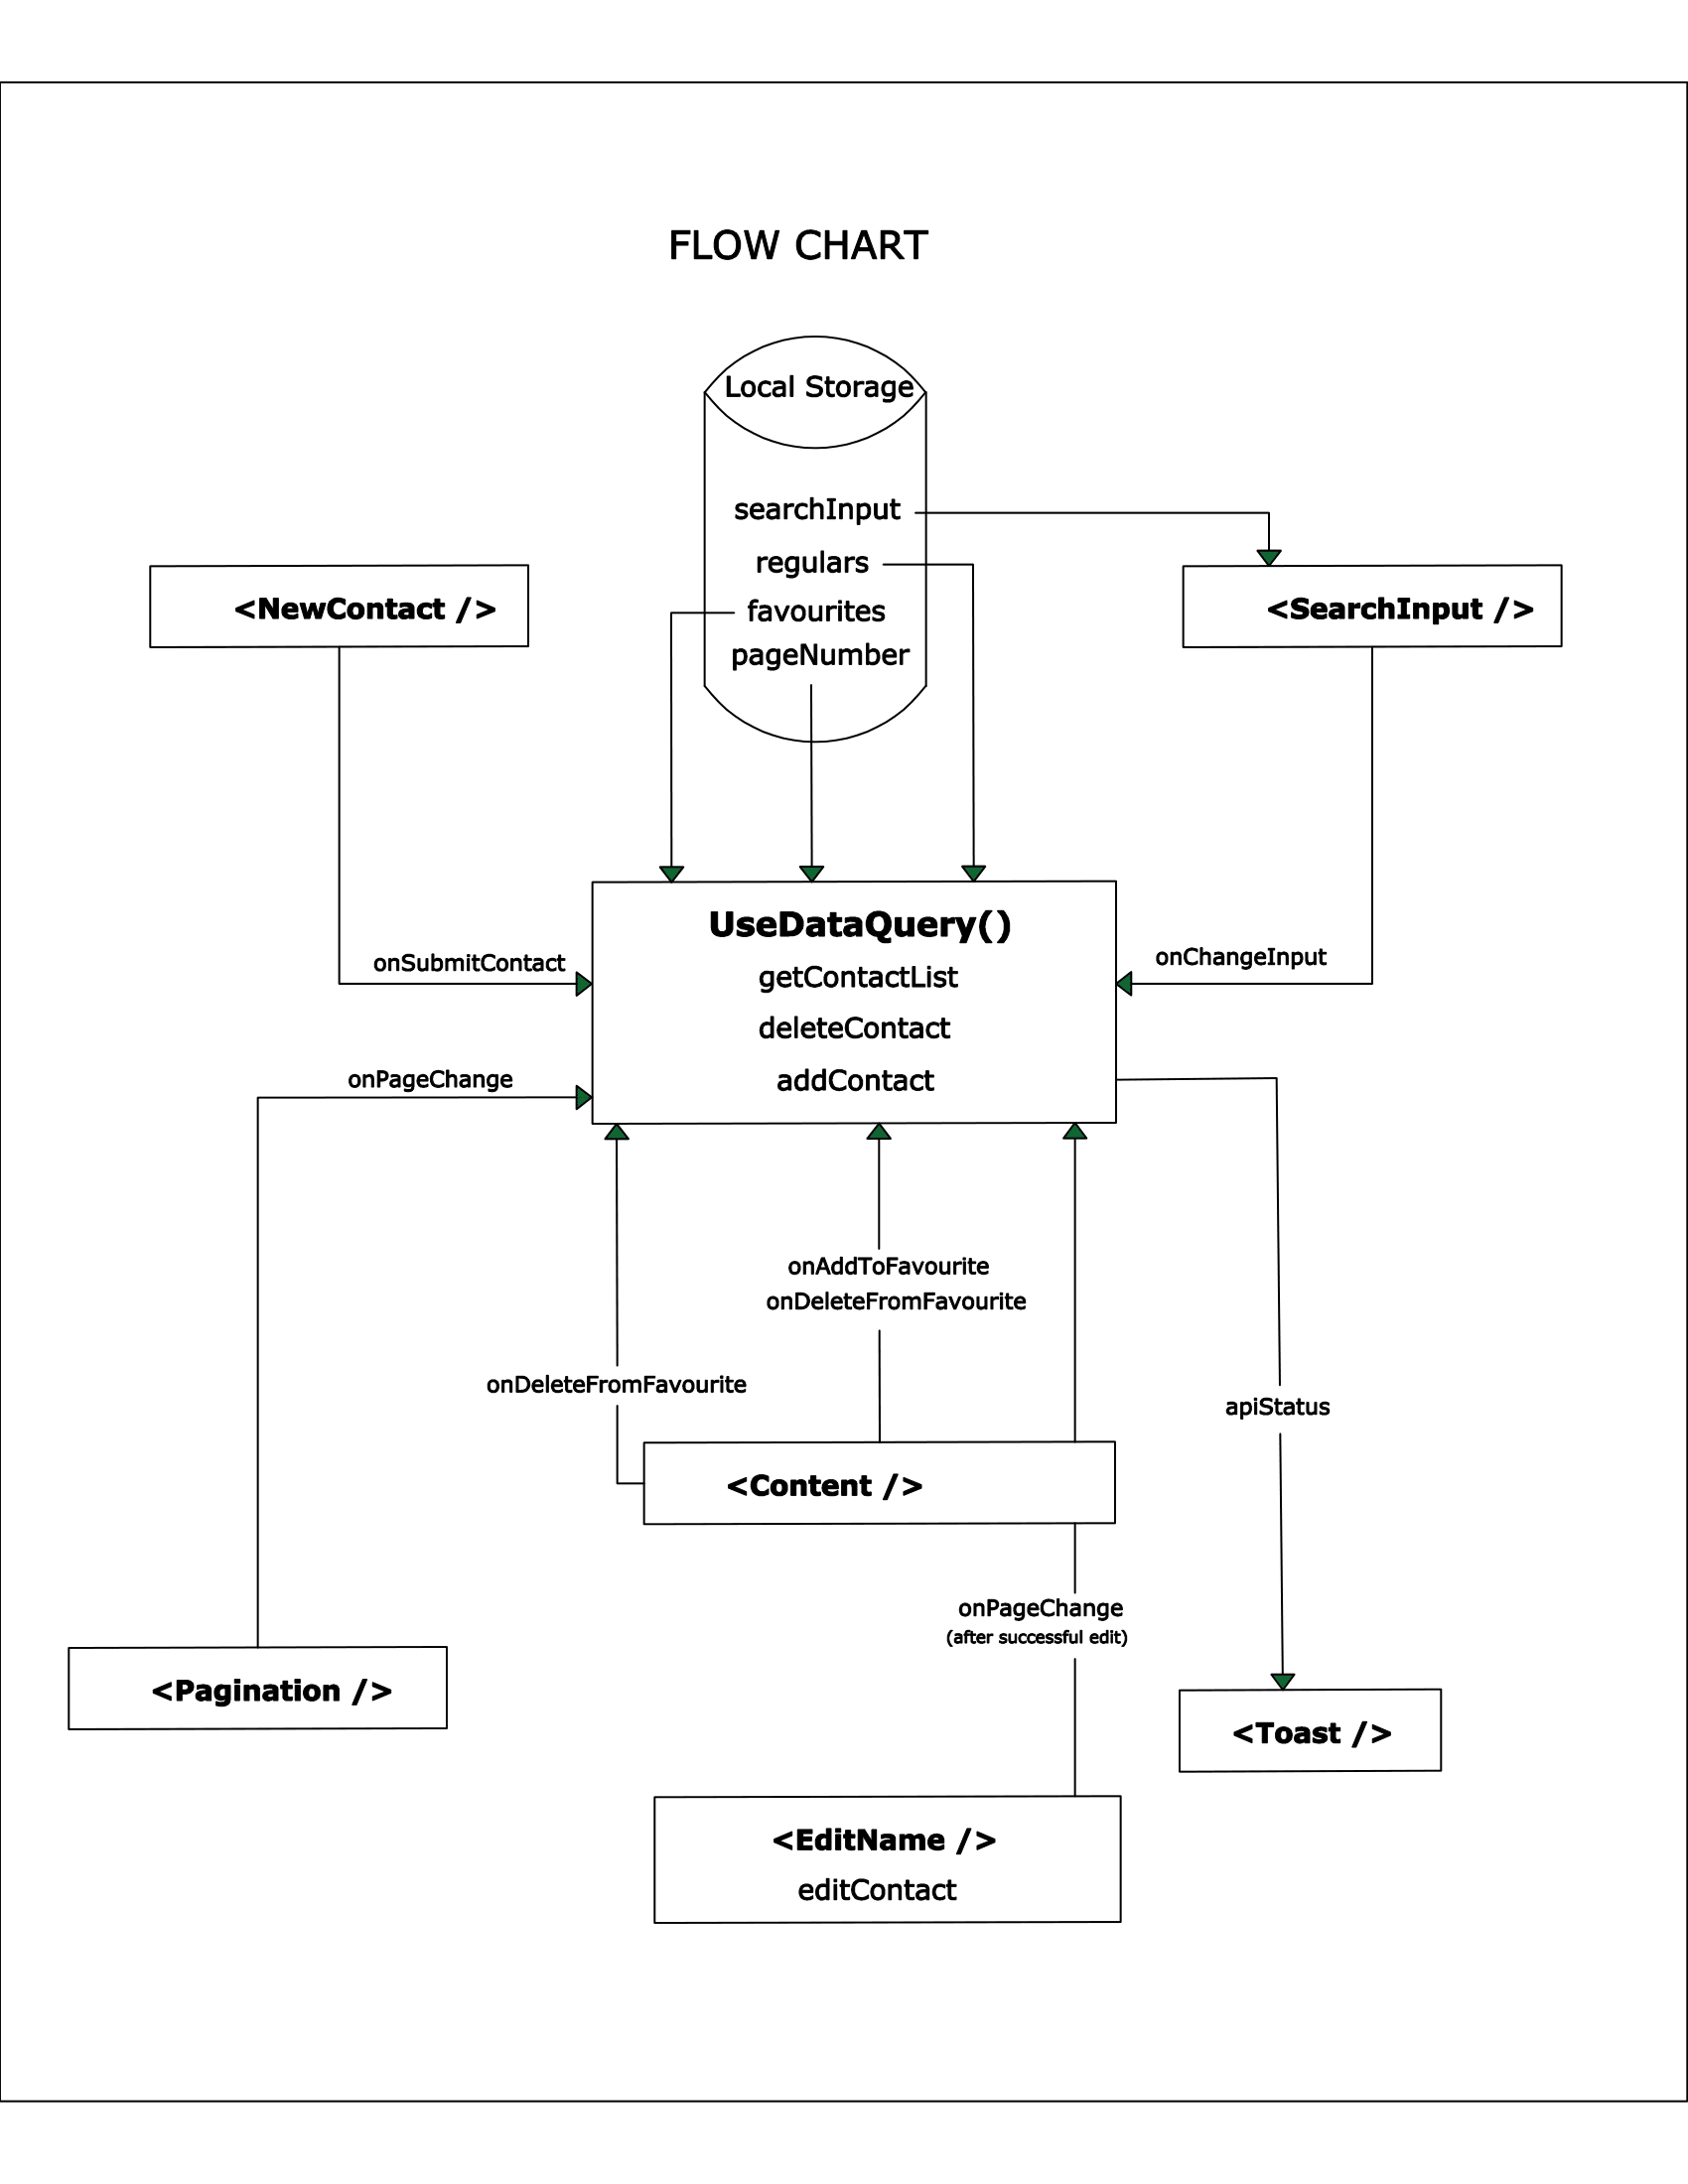 FLOW CHART
Local Storage
searchInput
regulars
favourites
pageNumber
<NewContact />
<SearchInput />
UseDataQuery()
getContactList
deleteContact
addContact
onSubmitContact
onChangeInput
onPageChange
onAddToFavourite
onDeleteFromFavourite
onDeleteFromFavourite
apiStatus
<Content />
onPageChange
(after successful edit)
<Pagination />
<Toast />
<EditName />
editContact